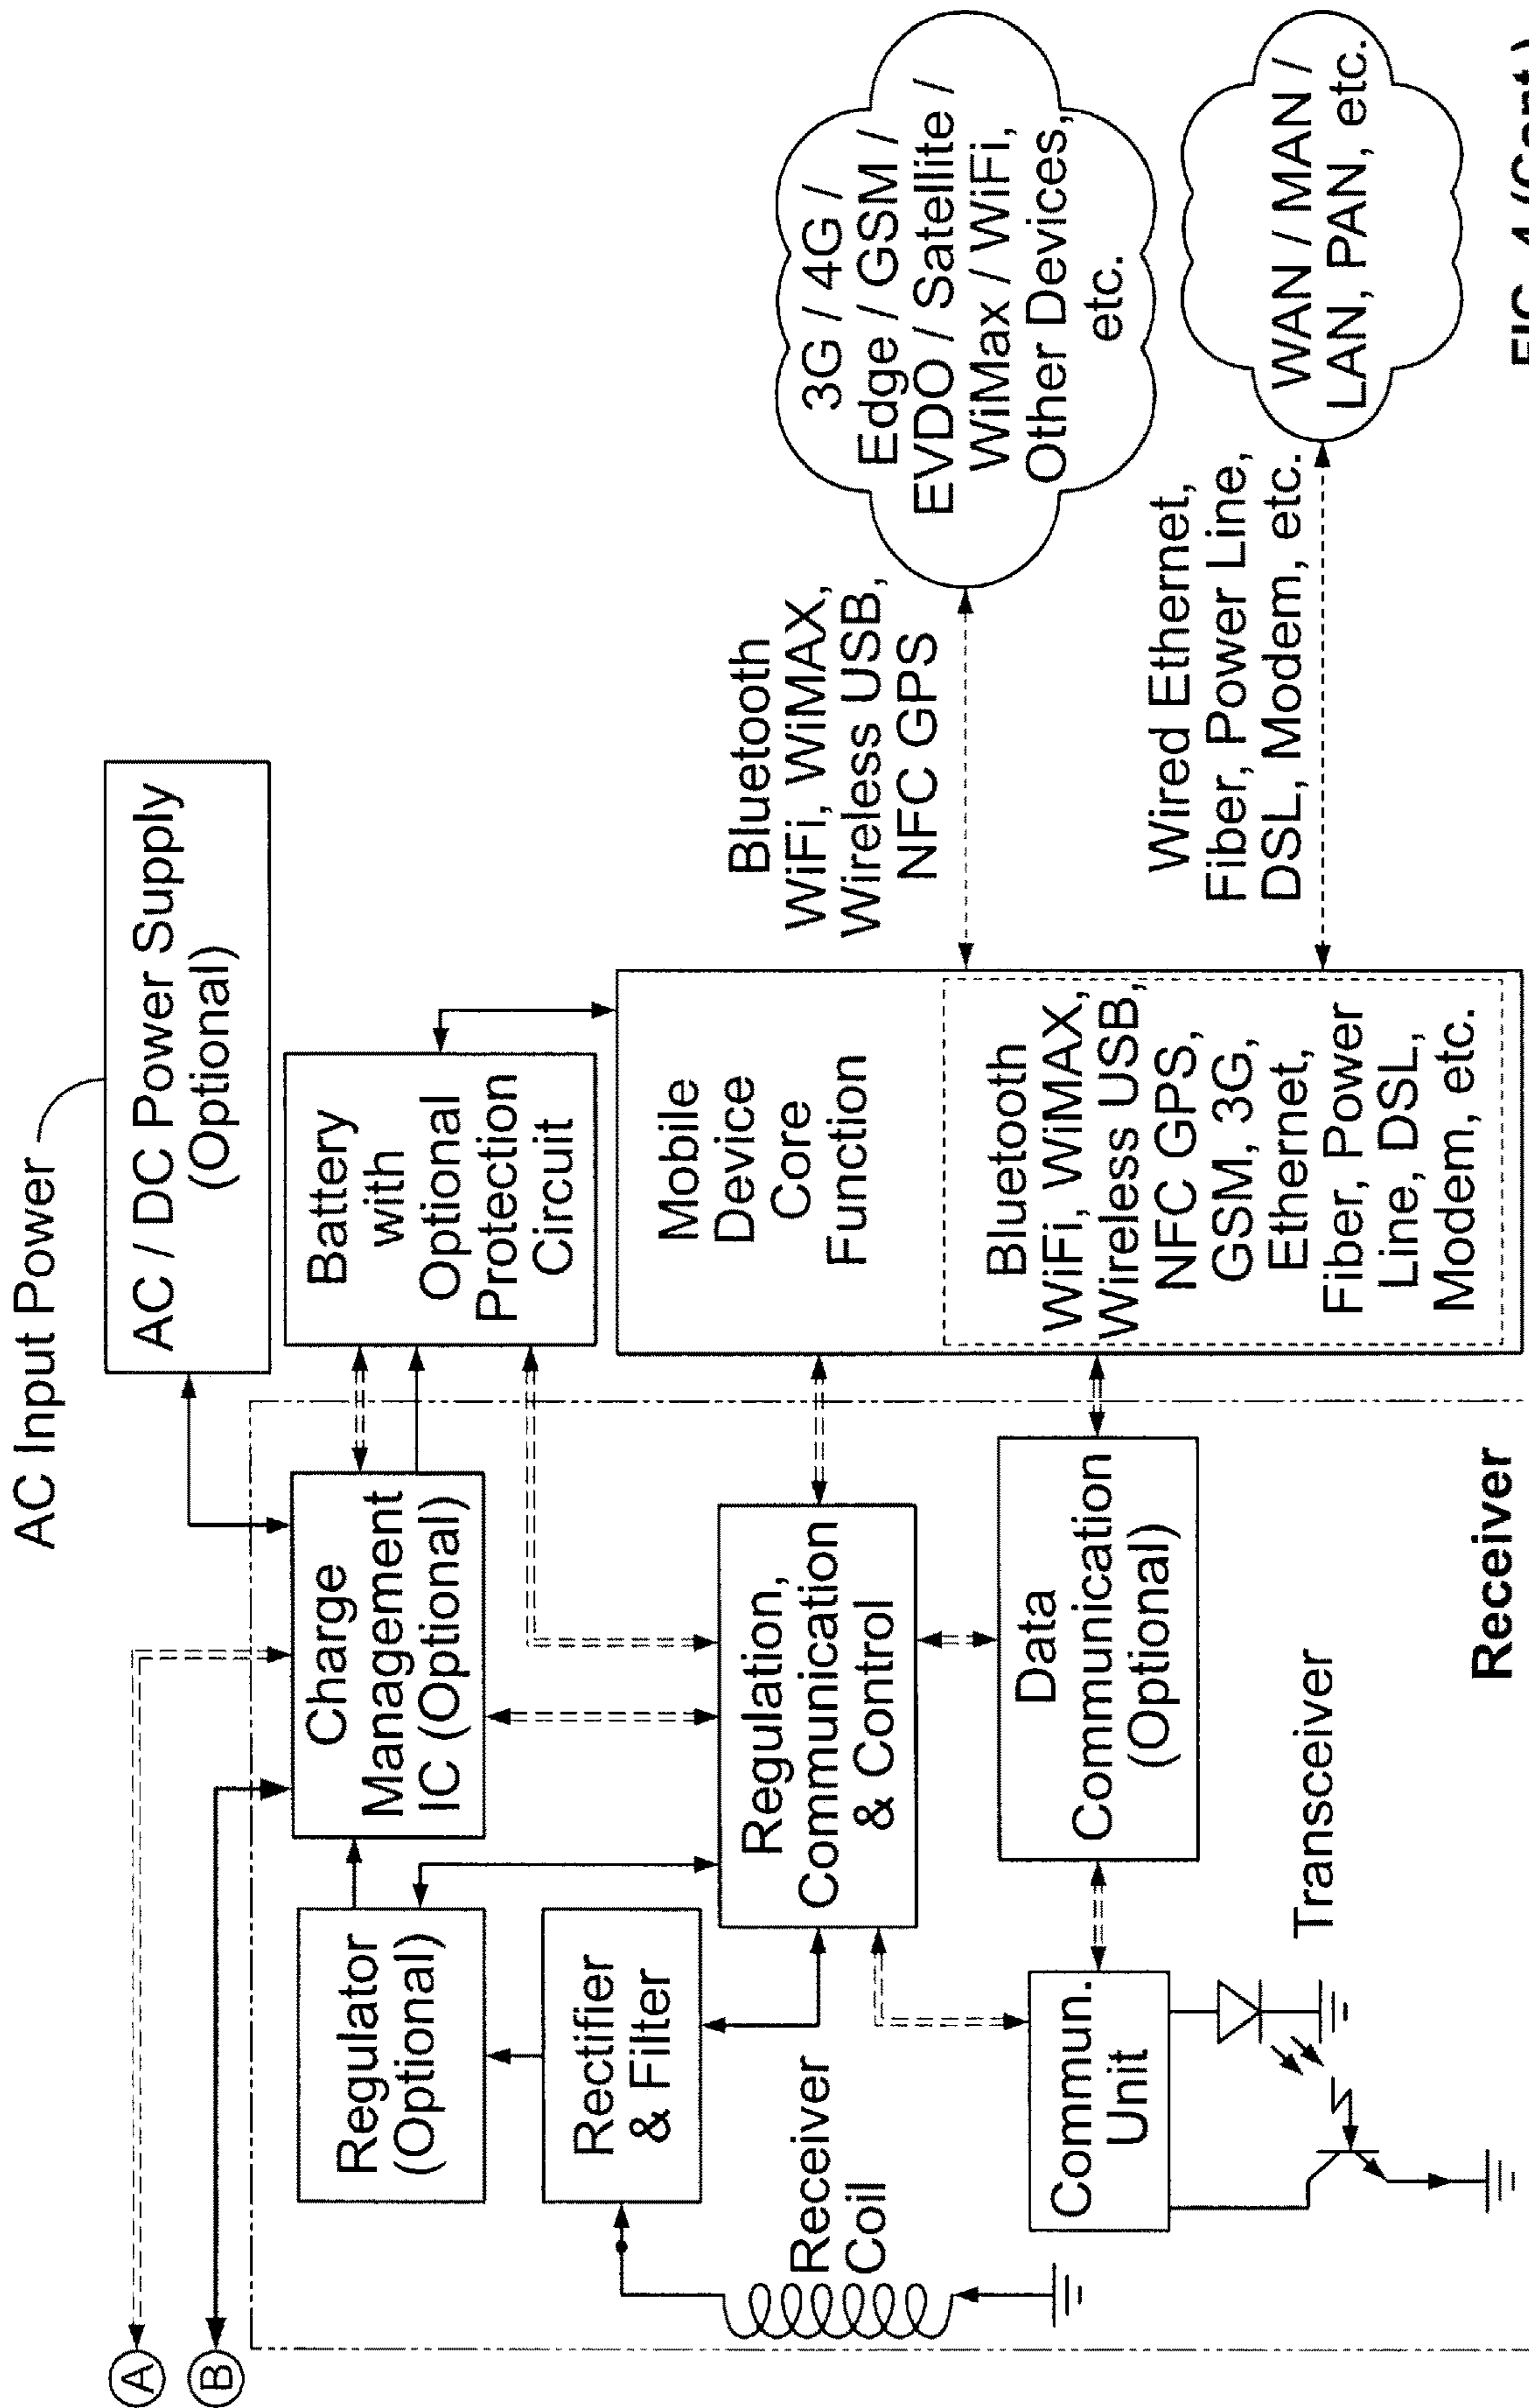 AC Input Power
AC / DC Power Supply
(Optional)
A
B
Charge
Management
IC (Optional)
Battery
with
Optional
Protection
Circuit
Regulator
(Optional)
Rectifier
& Filter
Receiver
Coil
Regulation,
Communication
& Control
Mobile
Device
Core
Function
Bluetooth
WiFi, WiMAX,
Wireless USB,
NFC GPS
3G / 4G /
Edge / GSM /
EVDO / Satellite /
WiMax / WiFi,
Other Devices,
etc.
Commun.
Unit
Data
Communication
(Optional)
Bluetooth
WiFi, WiMAX,
Wireless USB,
NFC GPS,
GSM, 3G,
Ethernet,
Fiber, Power
Line, DSL,
Modem, etc.
Wired Ethernet,
Fiber, Power Line,
DSL, Modem, etc.
WAN / MAN /
LAN, PAN, etc.
Transceiver
Receiver